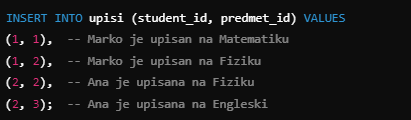 INSERT INTO upisi (student_id, predmet_id) VALUES
(1, 1),  -- Marko je upisan na Matematiku
(1, 2),  -- Marko je upisan na Fiziku
(2, 2),  -- Ana je upisana na Fiziku
(2, 3);  -- Ana je upisana na Engleski